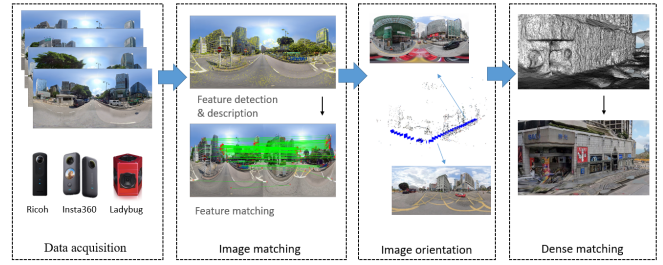 Feature detection
& description
Feature matching
Ricoh Insta360 Ladybug
Data acquisition
Image matching
Image orientation
Dense matching